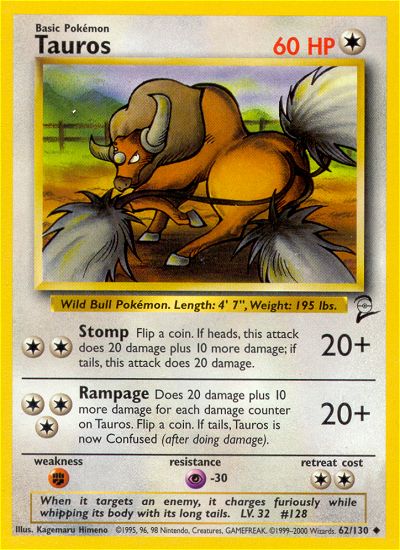 Basic Pokémon
Tauros
60 HP
Wild Bull Pokémon. Length: 4' 7", Weight: 195 lbs.
Stomp Flip a coin. If heads, this attack
does 20 damage plus 10 more damage; if
tails, this attack does 20 damage.
20+
Rampage Does 20 damage plus 10
more damage for each damage counter
on Tauros. Flip a coin. If tails, Tauros is
now Confused (after doing damage).
20+
weakness
resistance
retreat cost
-30
When it targets an enemy, it charges furiously while
whipping its body with its long tails. LV. 32 #128
Illus. Kagemaru Himeno ©1995, 96, 98 Nintendo, Creatures, GAMEFREAK. ©1999-2000 Wizards. 62/130